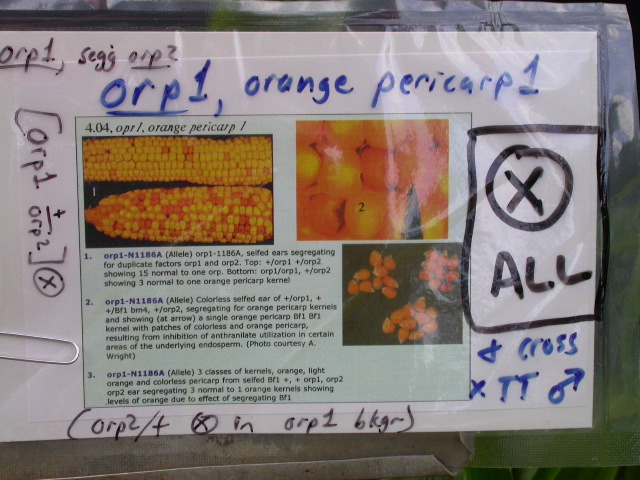 orp1, segg orp2
orp1, orange pericarp1
[orp1 + orp2 X]
4.04, opr1, orange pericarp 1
1
2
1. orp1-N1186A (Allele) orp1-1186A, selfed ears segregating
for duplicate factors orp1 and orp2. Top: +/orp1 +/orp2
showing 15 normal to one orp. Bottom: orp1/orp1, +/orp2
showing 3 normal to one orange pericarp kernel
2. orp1-N1186A (Allele) Colorless selfed ear of +/orp1, +
+/Bf1 bm4, +/orp2, segregating for orange pericarp kernels
and showing (at arrow) a single orange pericarp Bf1 Bf1
kernel with patches of colorless and orange pericarp,
resulting from inhibition of anthranilate utilization in certain
areas of the underlying endosperm. (Photo courtesy A.
Wright)
3. orp1-N1186A (Allele) 3 classes of kernels, orange, light
orange and colorless pericarp from selfed Bf1 +, + orp1, orp2
orp2 ear segregating 3 normal to 1 orange kernels showing
levels of orange due to effect of segregating Bf1
X
ALL
& cross
x TT ♂
(orp2/+ X in orp1 bkgr)